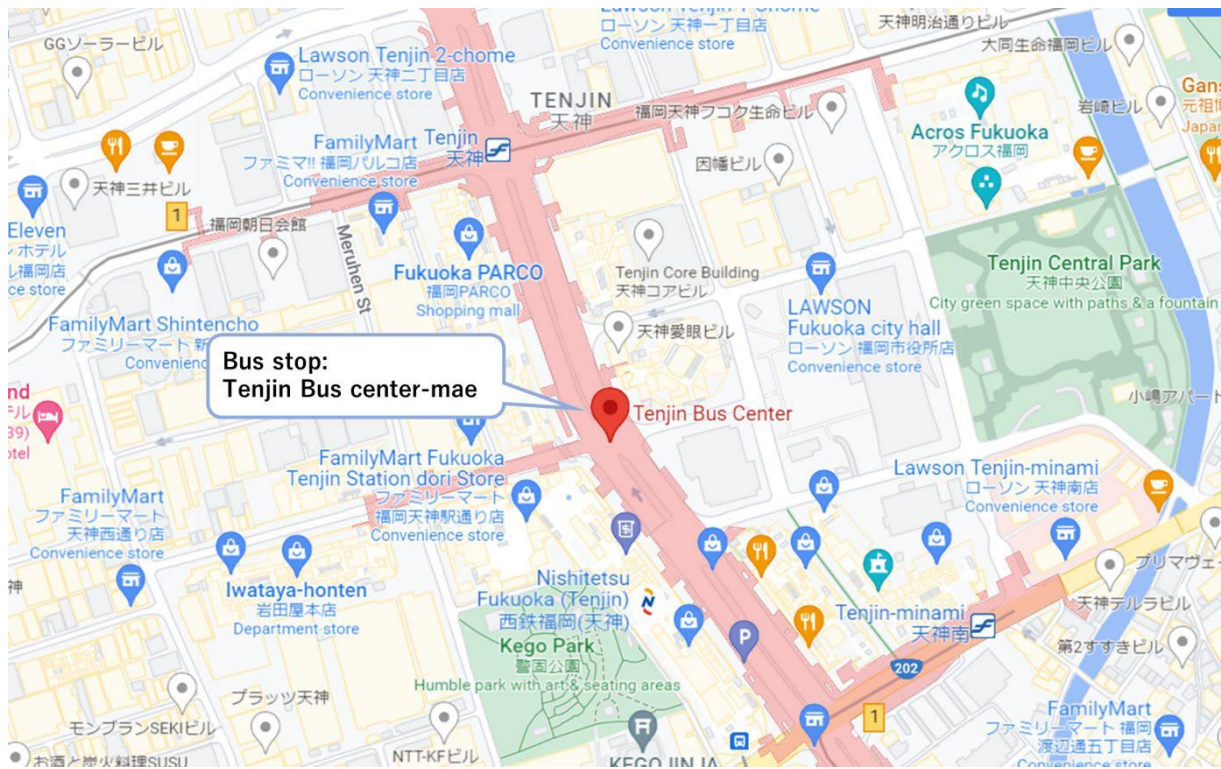 GGソーラービル
Lawson Tenjin 2-chome
ローソン 天神二丁目店
Convenience store
ローソン 天神一丁目店
Convenience store
天神明治通りビル
大同生命福岡ビル
TENJIN
天神
福岡天神フコク生命ビル
Acros Fukuoka
アクロス福岡
岩崎ビル
Gans
元祖
Japa
FamilyMart
ファミマ!! 福岡パルコ店
Convenience store
Tenjin
天神
因幡ビル
天神三井ビル
1
福岡朝日会館
Meruhen St
Eleven
ン ホテル
ル福岡店
ce store
Fukuoka PARCO
福岡PARCO
Shopping mall
Tenjin Core Building
天神コアビル
Tenjin Central Park
天神中央公園
City green space with paths & a fountain
LAWSON
Fukuoka city hall
ローソン 福岡市役所店
Convenience store
天神愛眼ビル
FamilyMart Shintencho
ファミリーマート 新
Convenienc
Bus stop:
Tenjin Bus center-mae
Tenjin Bus Center
小嶋アパート
nd
テル
39)
otel
FamilyMart Fukuoka
Tenjin Station dori Store
ファミリーマート
福岡天神駅通り店
Convenience store
Lawson Tenjin-minami
ローソン 天神南店
Convenience store
FamilyMart
ファミリーマート
天神西通り店
Convenience store
Iwataya-honten
岩田屋本店
Department store
Nishitetsu
Fukuoka (Tenjin)
西鉄福岡(天神)
プリマヴェー
Tenjin-minami
天神南
天神テルラビル
Kego Park
警固公園
Humble park with art & seating areas
P
第2すずきビル
202
神
プラッツ天神
モンブランSEKIビル
1
FamilyMart
ファミリーマート 福岡
渡辺通五丁目店
Convenience store
NTT-KFビル
KEGO JINJA
お酒と炭火料理SUSU